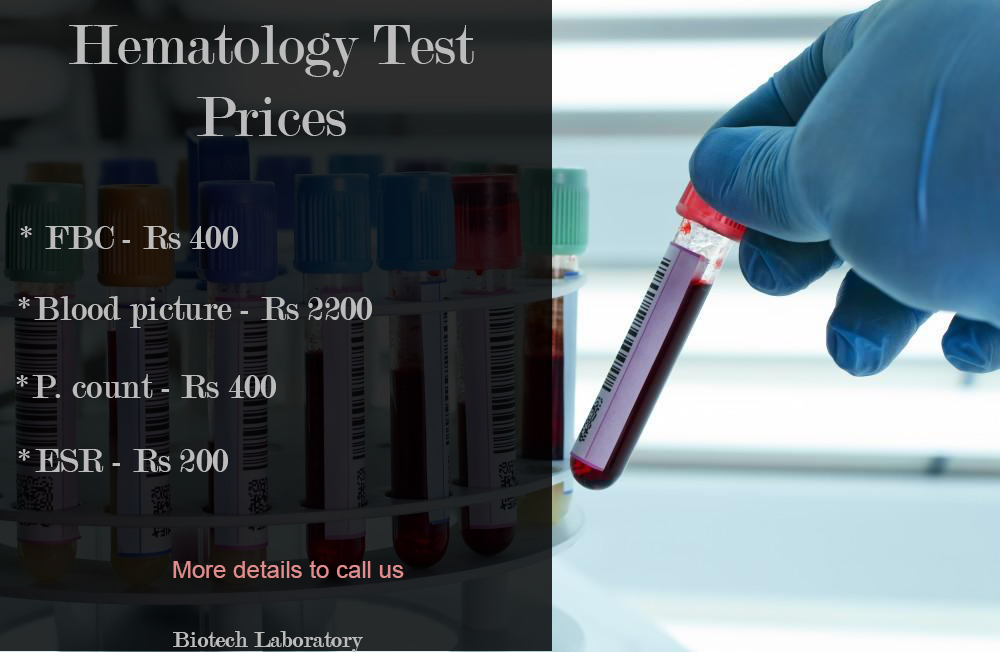 Hematology Test
Prices
* FBC - Rs 400
*Blood picture - Rs 2200
*P. count - Rs 400
*ESR - Rs 200
More details to call us
Biotech Laboratory